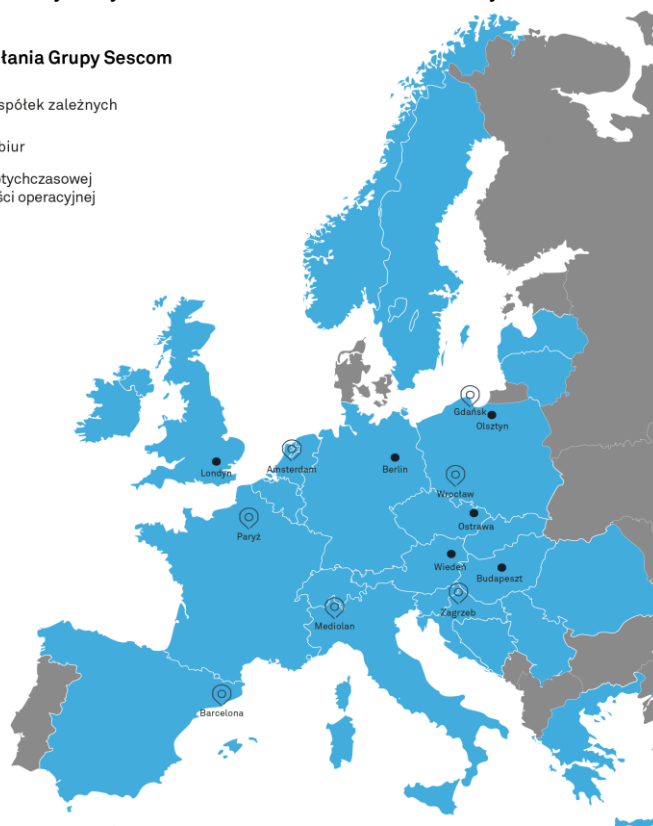 łania Grupy Sescom
spółek zależnych
biur
tychczasowej
ści operacyjnej
Gdańsk
Olsztyn
Londyn
Amsterdam
Berlin
Wrocław
Ostrawa
Paryż
Wiedeń
Budapeszt
Zagrzeb
Mediolan
Barcelona